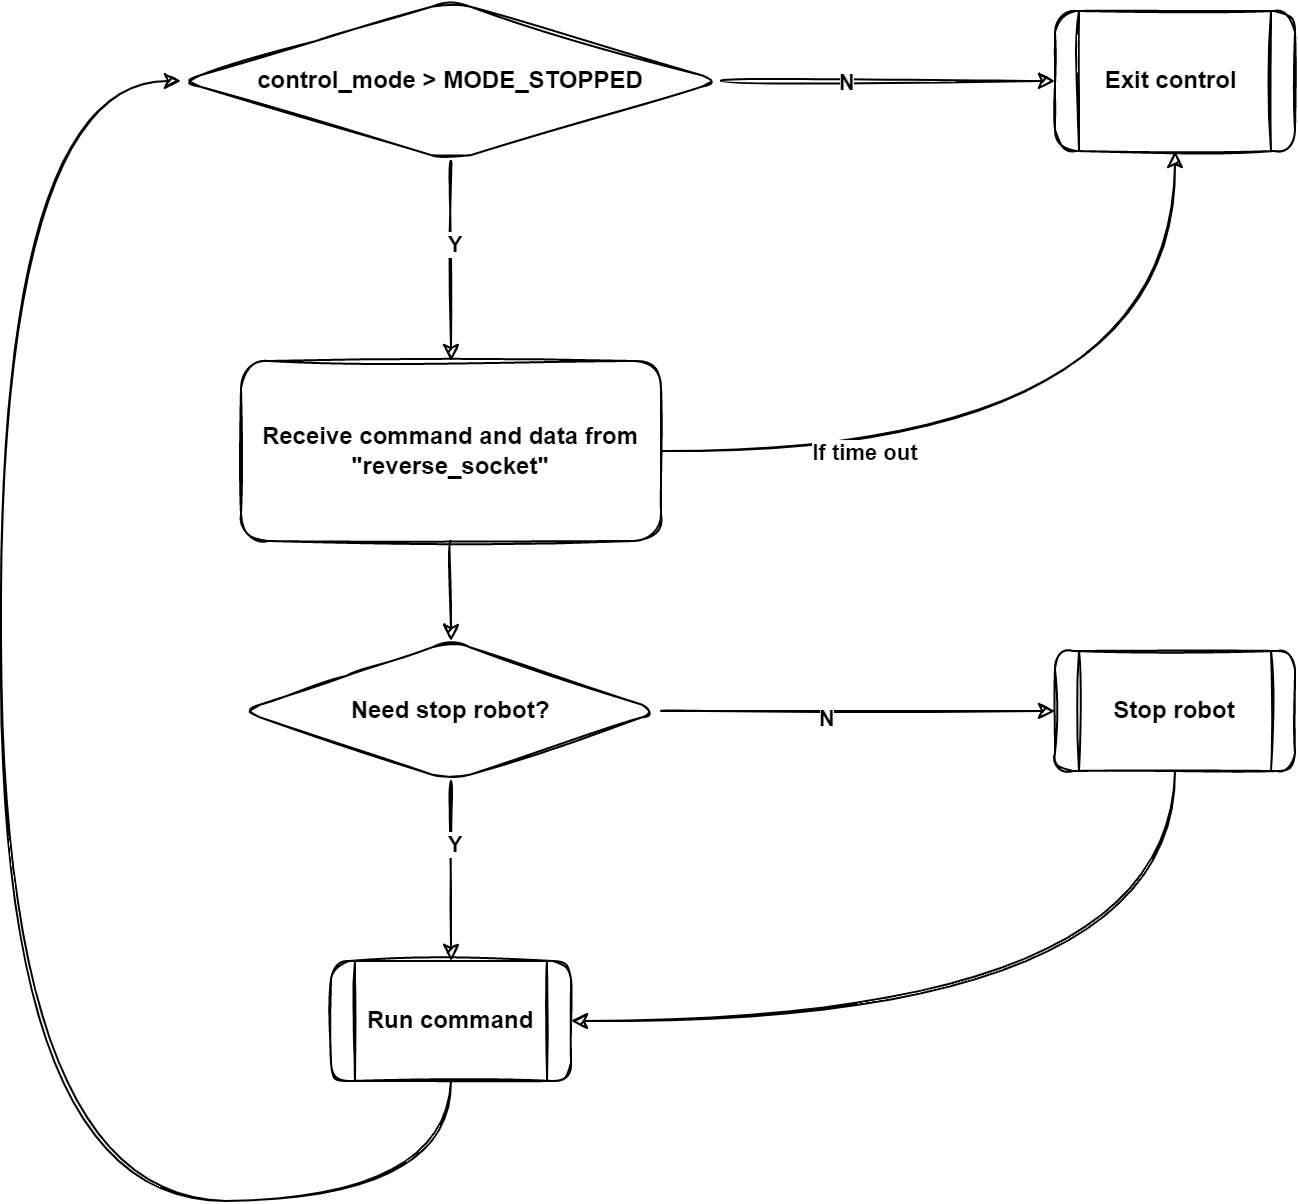 control_mode > MODE_STOPPED
N
Exit control
Y
Receive command and data from
"reverse_socket"
If time out
Need stop robot?
N
Stop robot
Y
Run command